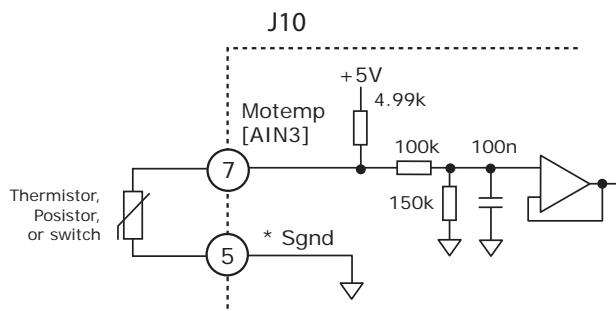 J10
+5V
4.99k
Motemp
[AIN3]
100k
100n
7
Thermistor,
Posistor,
or switch
150k
* Sgnd
5